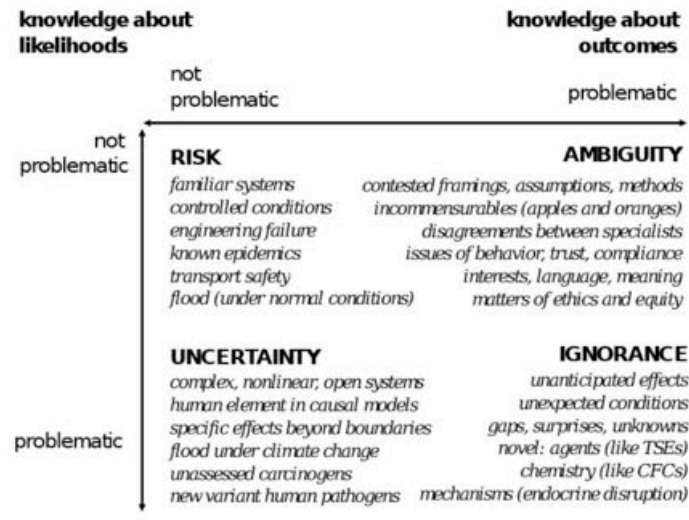 knowledge about
likelihoods
knowledge about
outcomes
not
problematic
problematic
not
problematic
RISK
familiar systems
controlled conditions
engineering failure
known epidemics
transport safety
flood (under normal conditions)
AMBIGUITY
contested framings, assumptions, methods
incommensurables (apples and oranges)
disagreements between specialists
issues of behavior, trust, compliance
interests, language, meaning
matters of ethics and equity
problematic
UNCERTAINTY
complex, nonlinear, open systems
human element in causal models
specific effects beyond boundaries
flood under climate change
unassessed carcinogens
new variant human pathogens
IGNORANCE
unanticipated effects
unexpected conditions
gaps, surprises, unknowns
novel: agents (like TSEs)
chemistry (like CFCs)
mechanisms (endocrine disruption)